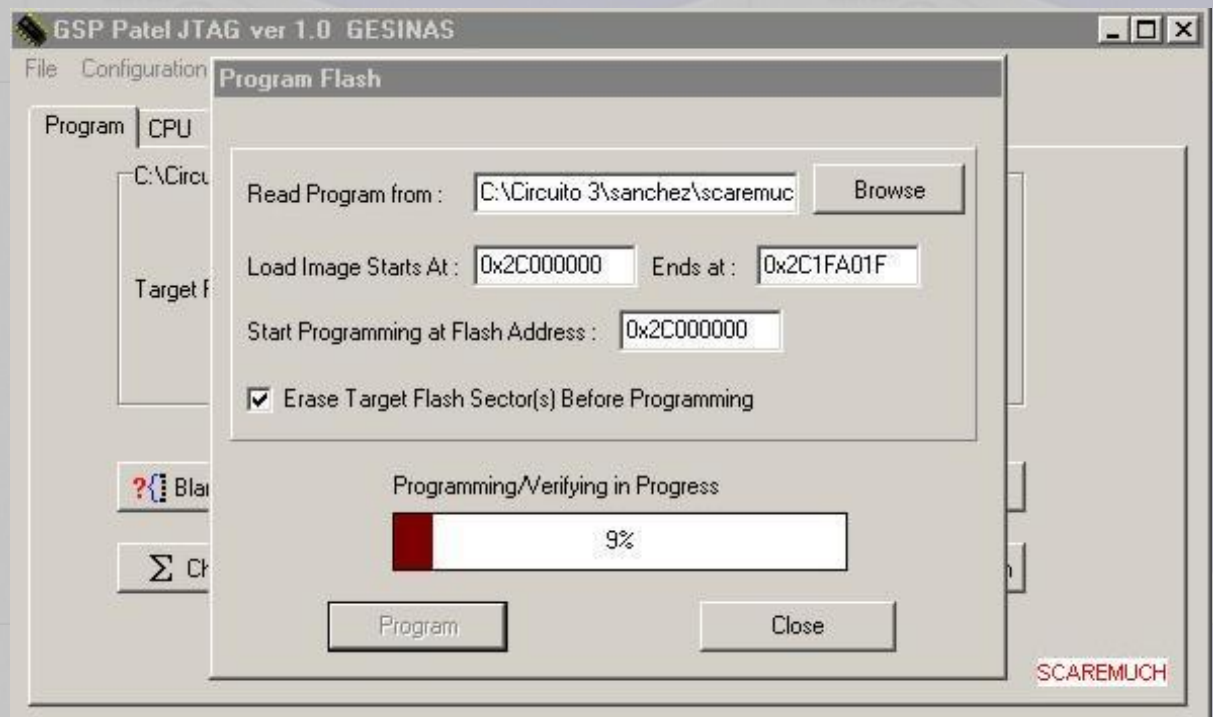 GSP Patel JTAG ver 1.0 GESINAS
File Configuration
Program Flash
Program CPU
C:\Circu
Read Program from : C:\Circuito 3\sanchez\scaremuc Browse
Load Image Starts At : 0x2C000000 Ends at : 0x2C1FA01F
Target
Start Programming at Flash Address : 0x2C000000
Erase Target Flash Sector(s) Before Programming
Programming/Verifying in Progress
?{ Bla
9%
Σ Ch
Program Close
SCAREMUCH